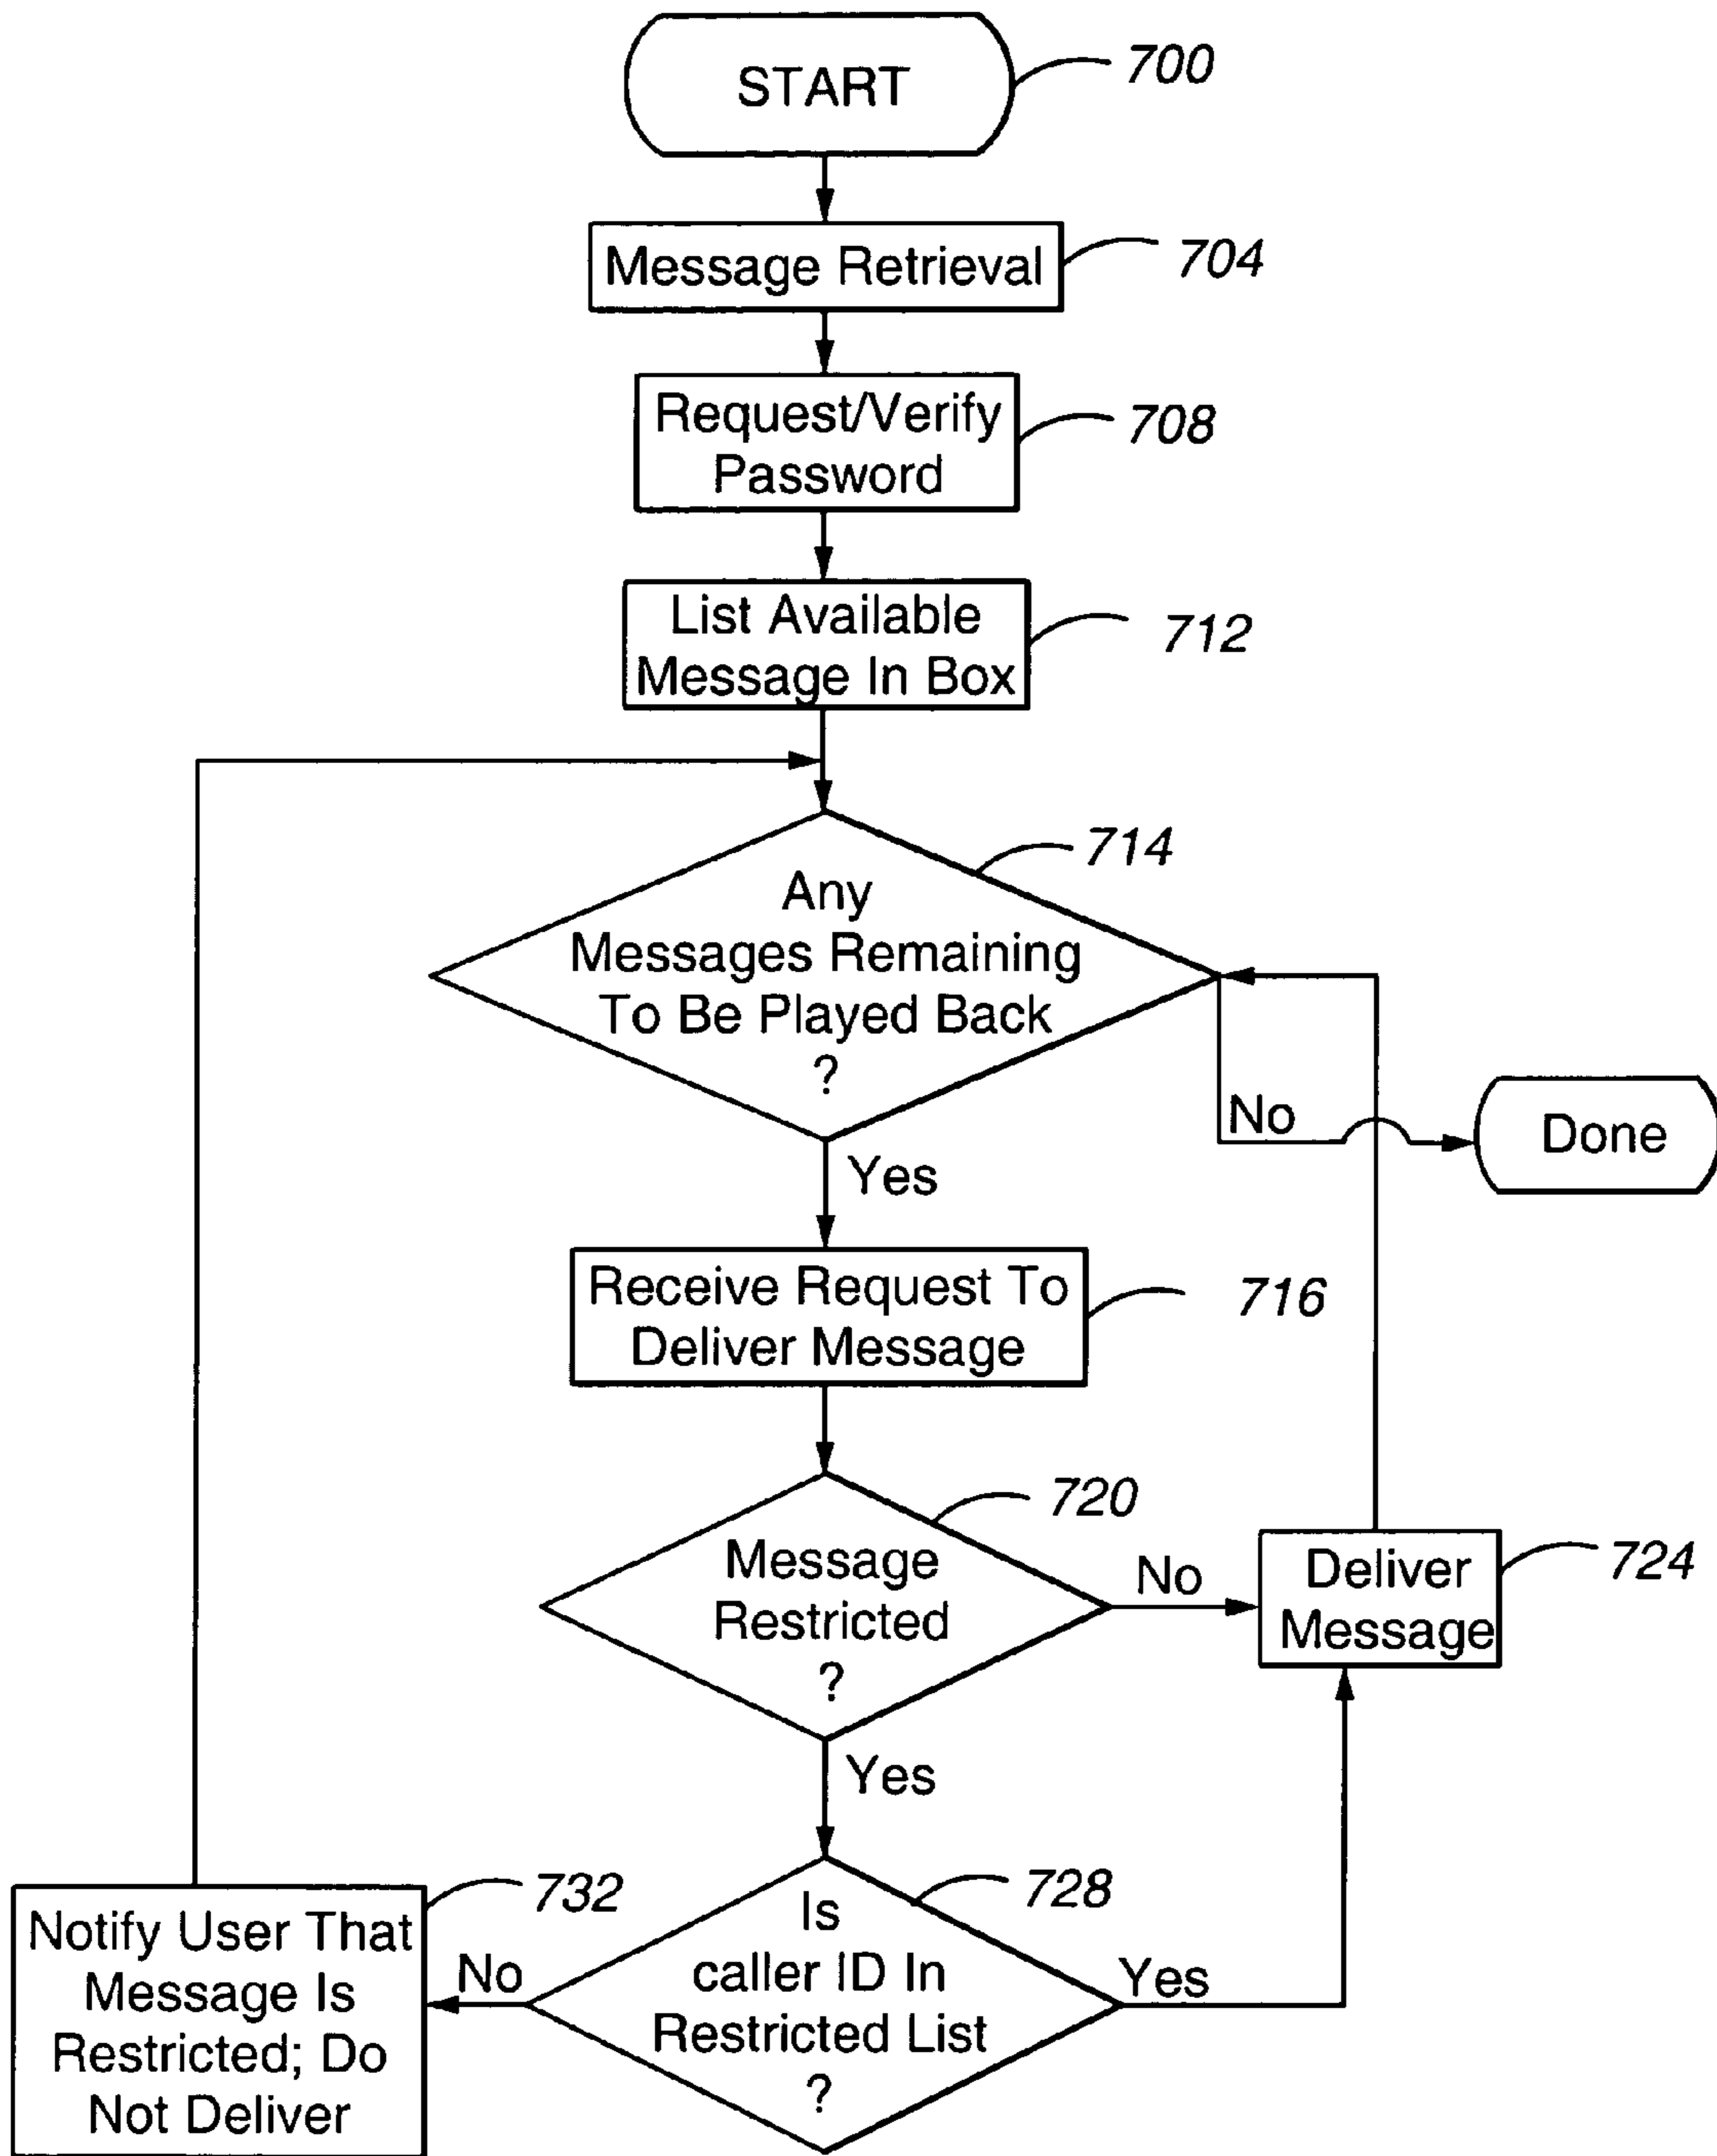 START
700
Message Retrieval
704
Request/Verify
Password
708
List Available
Message In Box
712
714
Any
Messages Remaining
To Be Played Back
?
No
Done
Yes
Receive Request To
Deliver Message
716
720
Message
Restricted
?
No
Deliver
Message
724
Yes
728
Is
caller ID In
Restricted List
?
Yes
No
732
Notify User That
Message Is
Restricted; Do
Not Deliver